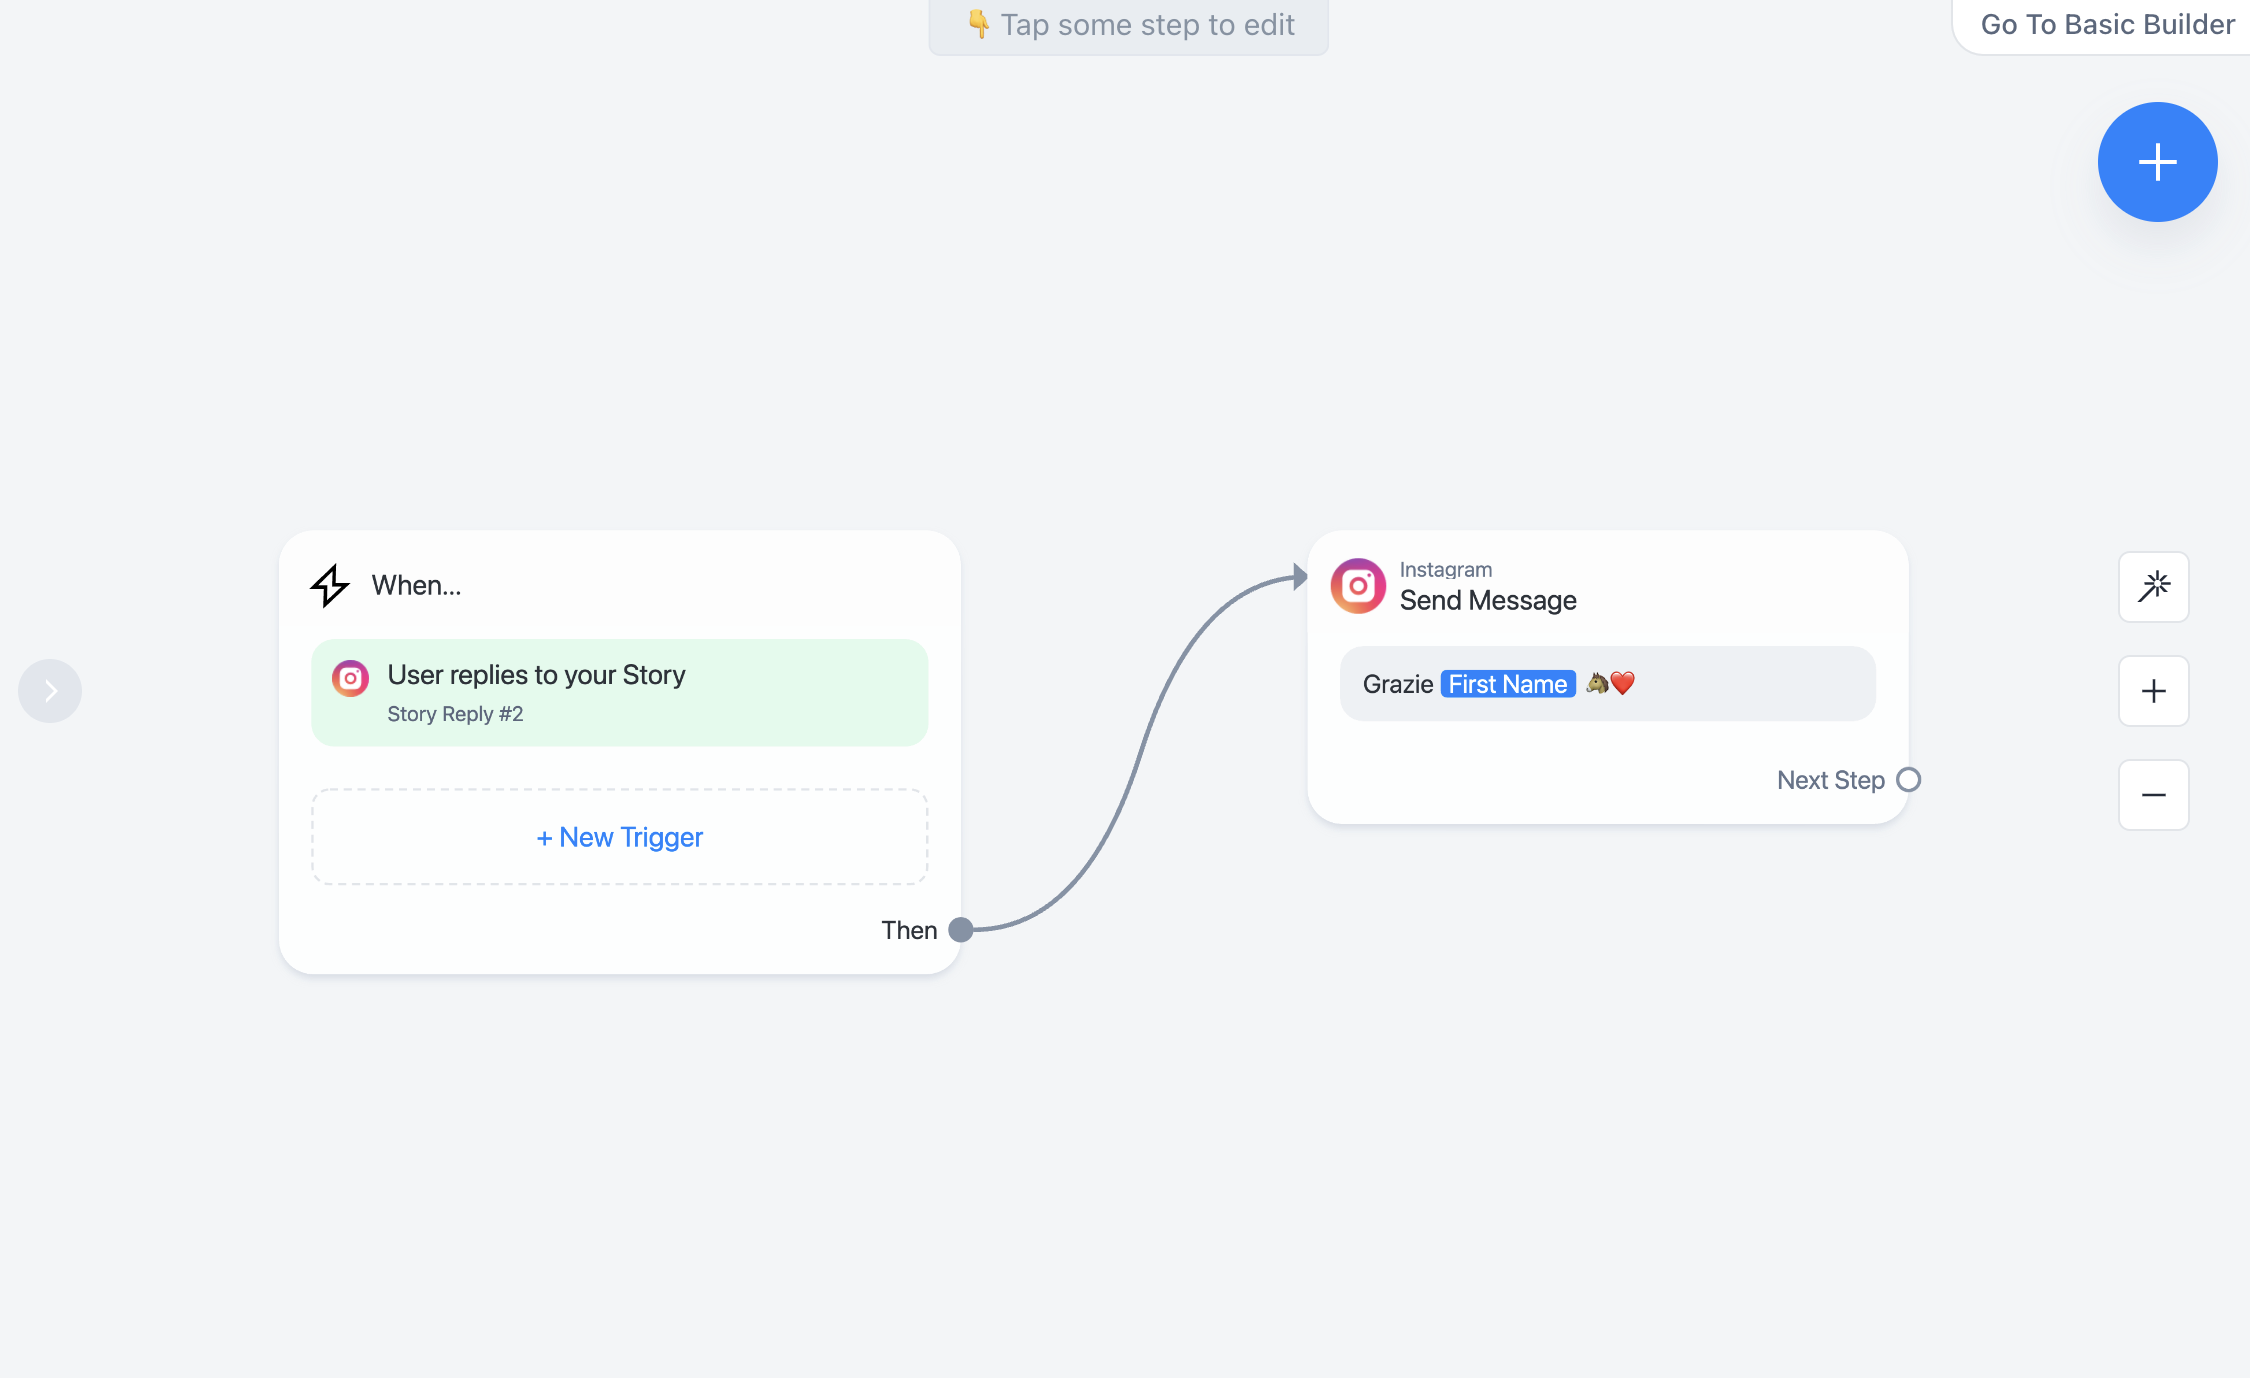 👇 Tap some step to edit
Go To Basic Builder
When...
User replies to your Story
Story Reply #2
+ New Trigger
Then
Instagram
Send Message
Grazie First Name 🐴❤️
Next Step